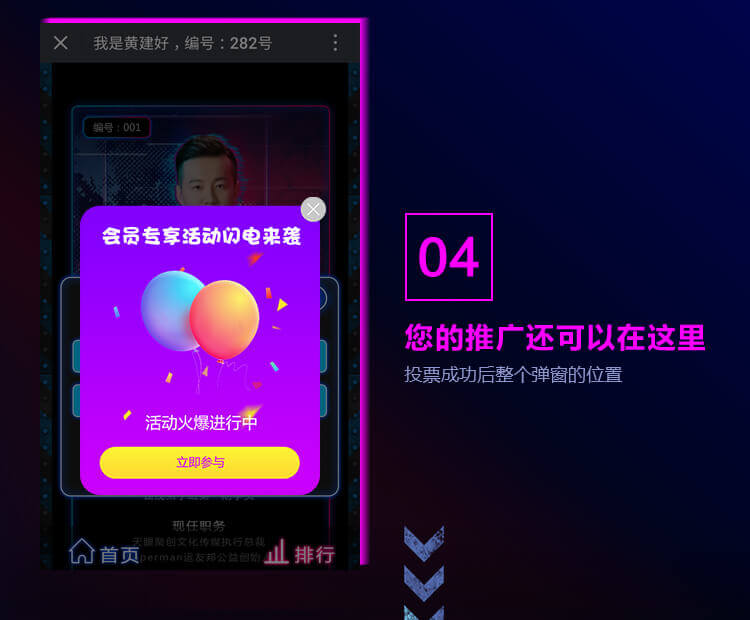 我是黄建好，编号：282号
编号：001
会员专享活动闪电来袭
活动火爆进行中
立即参与
现任职务
天眼聚创文化传媒执行总裁
perman运友邦公益创始
首页
排行
04
您的推广还可以在这里
投票成功后整个弹窗的位置